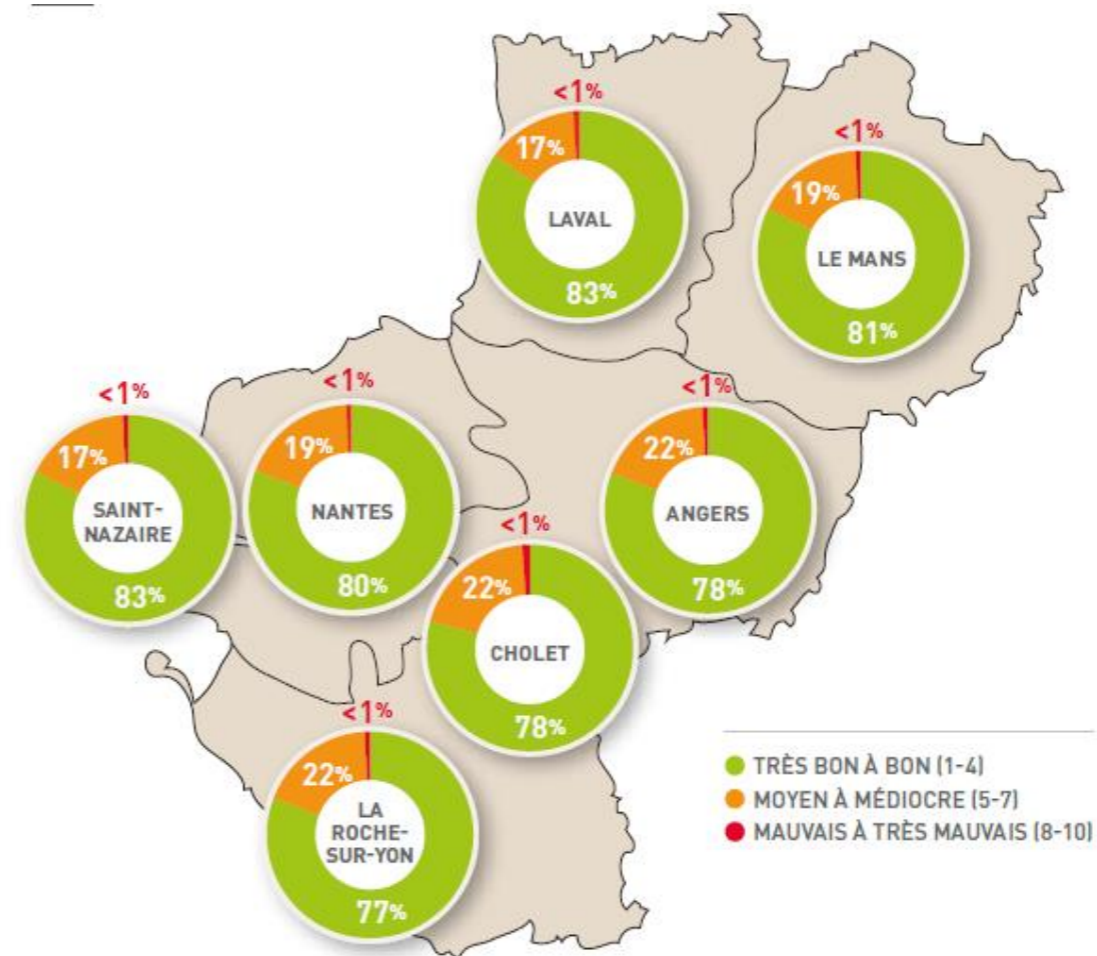 <1%
17%
LAVAL
83%
<1%
19%
LE MANS
81%
<1%
17%
SAINT-
NAZAIRE
83%
<1%
19%
NANTES
80%
<1%
22%
ANGERS
78%
<1%
22%
CHOLET
78%
<1%
22%
LA
ROCHE-
SUR-YON
77%
TRÈS BON À BON (1-4)
MOYEN À MÉDIOCRE (5-7)
MAUVAIS À TRÈS MAUVAIS (8-10)